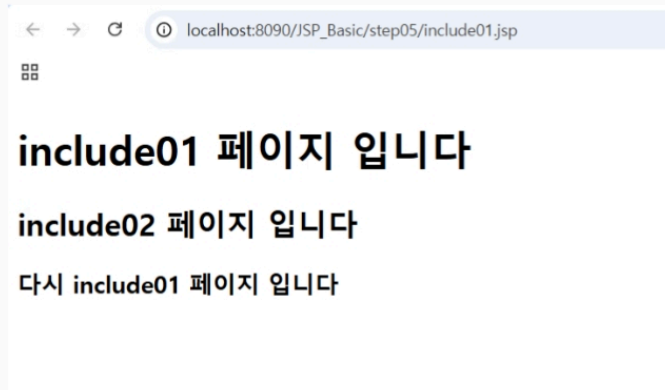 localhost:8090/JSP_Basic/step05/include01.jsp
include01 페이지 입니다
include02 페이지 입니다
다시 include01 페이지 입니다